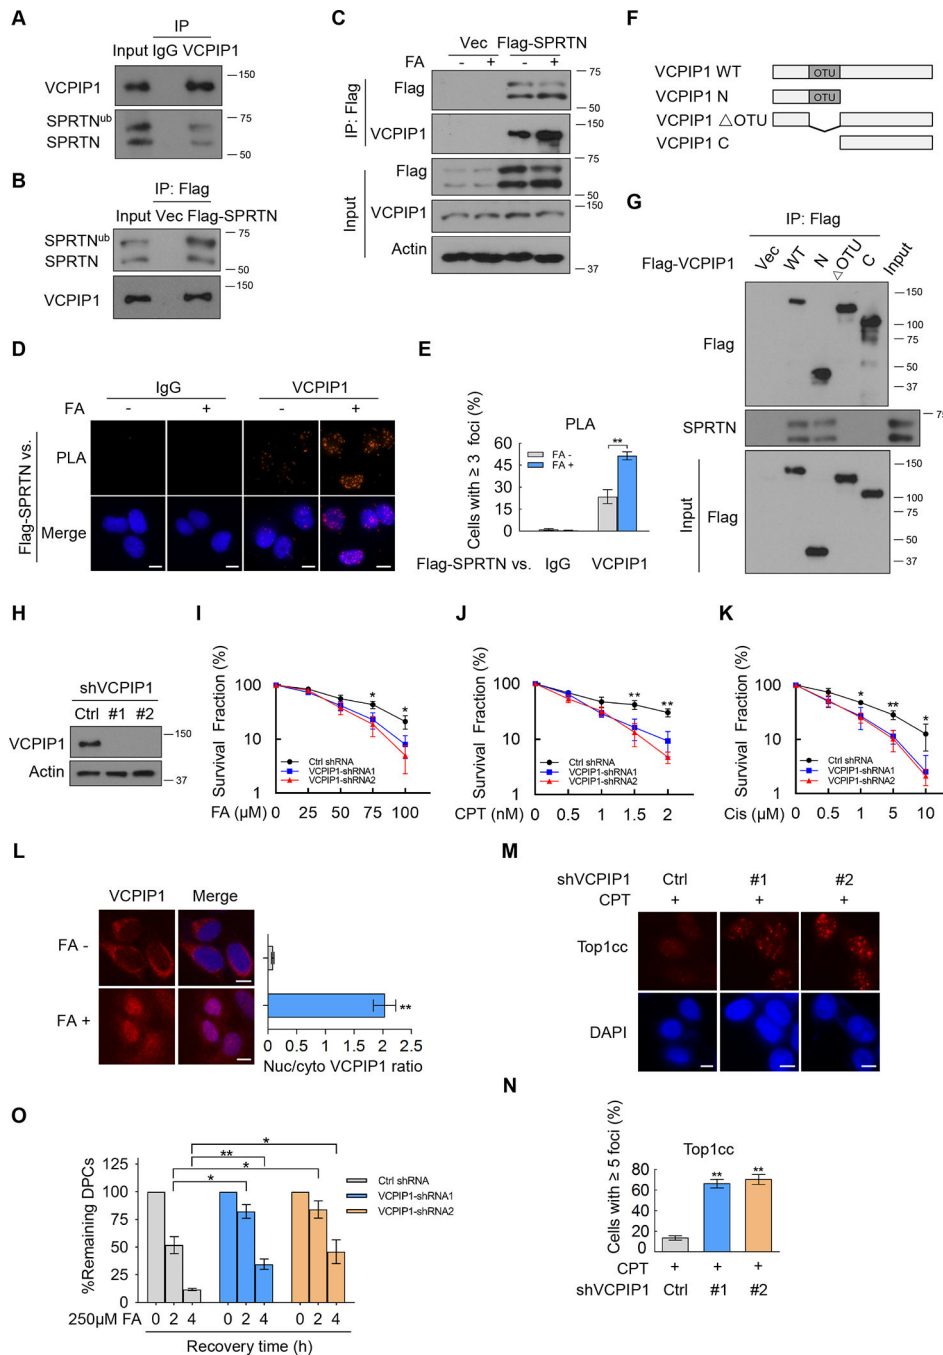 A
IP
Input IgG VCPIP1
VCPIP1
150
SPRTNub
75
SPRTN
50
B
IP: Flag
Input Vec Flag-SPRTN
SPRTNub
75
SPRTN
50
150
VCPIP1
C
Vec Flag-SPRTN
FA - + - +
IP: Flag
Flag
75
50
VCPIP1
150
Input
Flag
75
50
VCPIP1
150
Actin
37
D
IgG VCPIP1
FA - + - +
Flag-SPRTN vs.
PLA
Merge
E
PLA
Cells with ≥ 3 foci (%)
60
45
30
15
0
FA -
FA +
**
Flag-SPRTN vs. IgG VCPIP1
F
VCPIP1 WT OTU
VCPIP1 N OTU
VCPIP1 △OTU
VCPIP1 C
G
IP: Flag
Flag-VCPIP1 Vec WT N △OTU C Input
Flag
150
100
75
50
37
SPRTN
75
Input
Flag
150
100
75
50
37
H
shVCPIP1
Ctrl #1 #2
VCPIP1
150
Actin
37
I
Survival Fraction (%)
100
10
1
*
*
Ctrl shRNA
VCPIP1-shRNA1
VCPIP1-shRNA2
FA (µM) 0 25 50 75 100
J
Survival Fraction (%)
100
10
1
**
**
Ctrl shRNA
VCPIP1-shRNA1
VCPIP1-shRNA2
CPT (nM) 0 0.5 1 1.5 2
K
Survival Fraction (%)
100
10
1
*
**
*
Ctrl shRNA
VCPIP1-shRNA1
VCPIP1-shRNA2
Cis (µM) 0 0.5 1 5 10
L
VCPIP1 Merge
FA -
FA +
**
0 0.5 1 1.5 2 2.5
Nuc/cyto VCPIP1 ratio
M
shVCPIP1 Ctrl #1 #2
CPT + + +
Top1cc
DAPI
N
Top1cc
Cells with ≥ 5 foci (%)
80
60
40
20
0
** **
CPT + + +
shVCPIP1 Ctrl #1 #2
O
%Remaining DPCs
125
100
75
50
25
0
*
**
*
*
Ctrl shRNA
VCPIP1-shRNA1
VCPIP1-shRNA2
250µM FA 0 2 4 0 2 4 0 2 4
Recovery time (h)